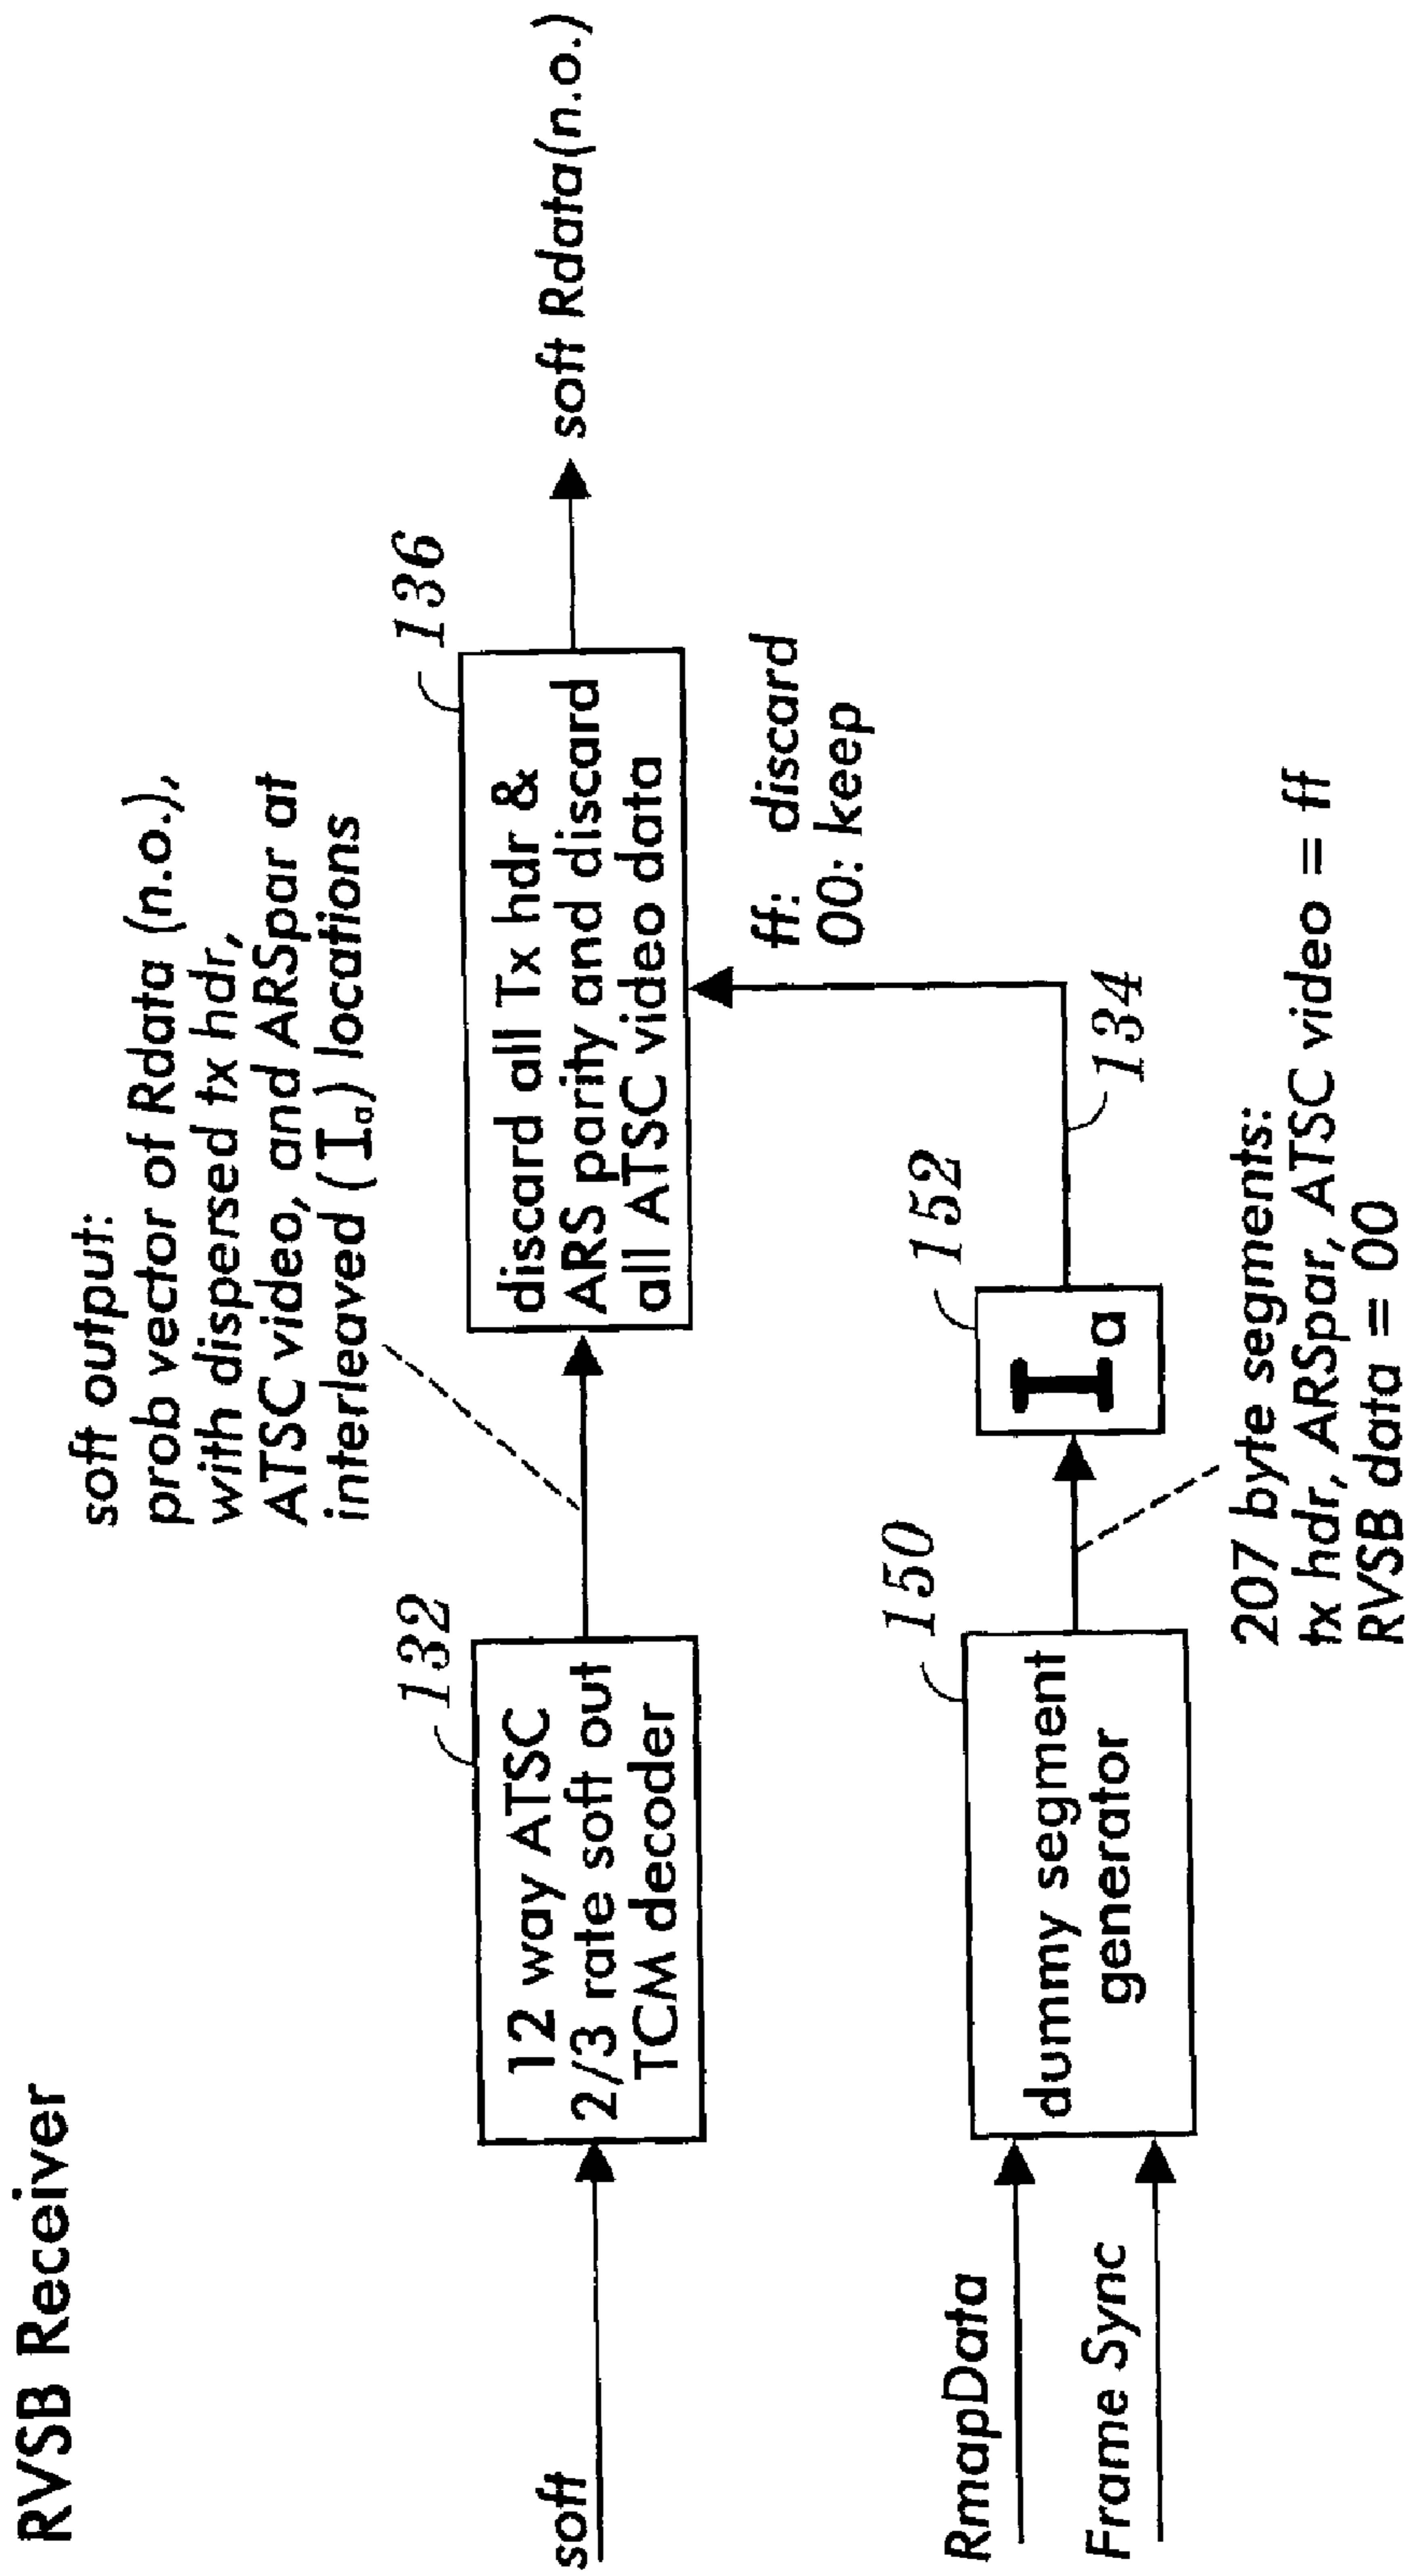 RVSB Receiver
soft output:
prob vector of Rdata (n.o.),
with dispersed tx hdr,
ATSC video, and ARSpar at
interleaved (Ia) locations
soft
132
12 way ATSC
2/3 rate soft out
TCM decoder
136
discard all Tx hdr &
ARS parity and discard
all ATSC video data
soft Rdata(n.o.)
ff: discard
00: keep
RmapData
Frame Sync
150
dummy segment
generator
152
Ia
134
207 byte segments:
tx hdr, ARSpar, ATSC video = ff
RVSB data = 00